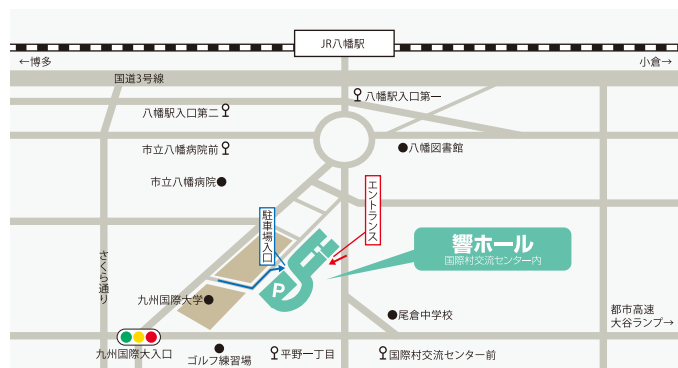 JR八幡駅
←博多
小倉→
国道3号線
八幡駅入口第一
八幡駅入口第二
市立八幡病院前
八幡図書館
市立八幡病院
エントランス
駐車場入口
響ホール
国際村交流センター内
さくら通り
P
九州国際大学
尾倉中学校
都市高速
大谷ランプ→
九州国際大入口
ゴルフ練習場
平野一丁目
国際村交流センター前